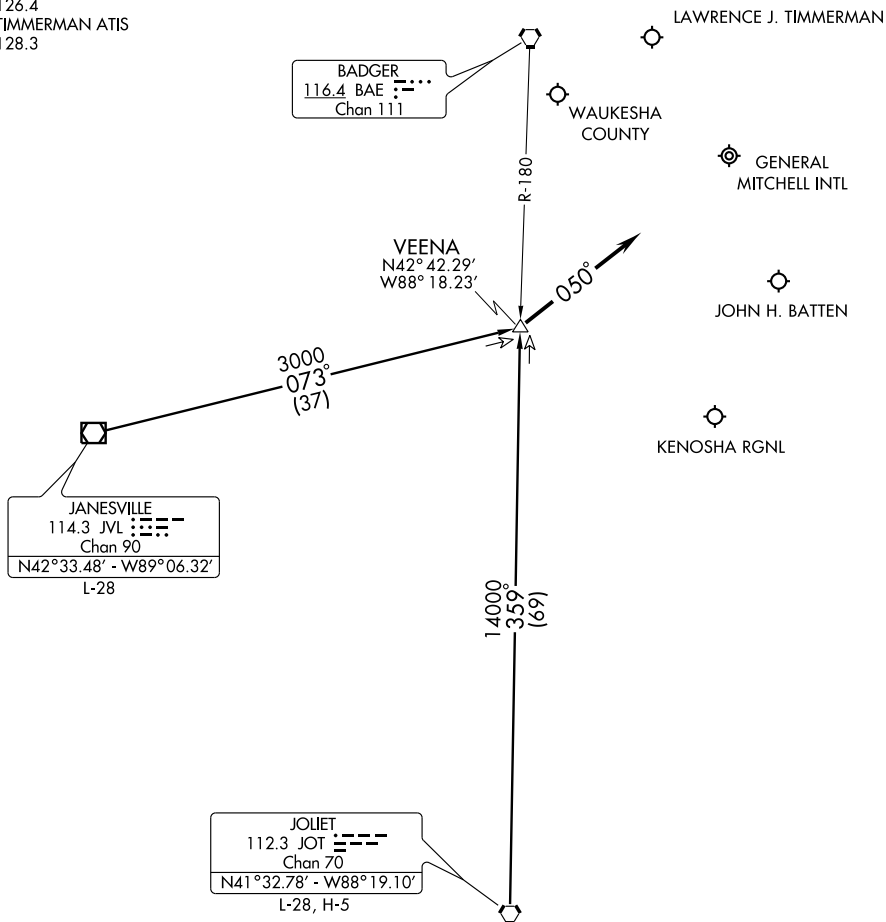 126.4
TIMMERMAN ATIS
128.3
LAWRENCE J. TIMMERMAN
BADGER
116.4 BAE
Chan 111
WAUKESHA
COUNTY
GENERAL
MITCHELL INTL
R-180
VEENA
N42° 42.29'
W88° 18.23'
050°
JOHN H. BATTEN
3000
073°
(37)
KENOSHA RGNL
JANESVILLE
114.3 JVL
Chan 90
N42°33.48' - W89°06.32'
L-28
14000
359°
(69)
JOLIET
112.3 JOT
Chan 70
N41°32.78' - W88°19.10'
L-28, H-5